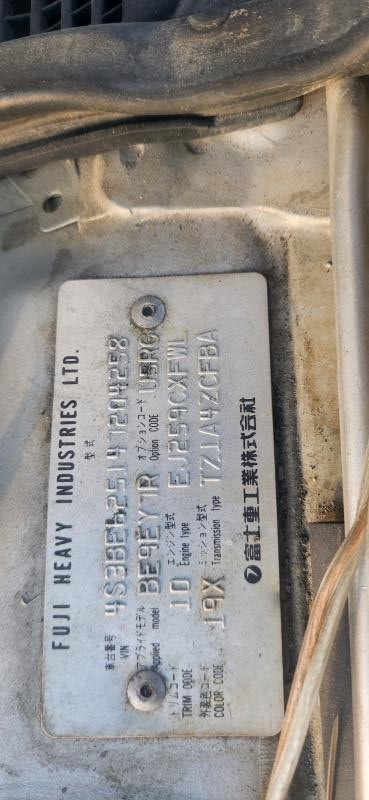 FUJI HEAVY INDUSTRIES LTD.
型式
車台番号
VIN 4S3BE625147204258
アプライドモデル オプションコード
Applied model BE9EY7R Option CODE
トリムコード エンジン型式
TRIM CODE 10 Engine type EJ259CXFWL
外装色コード ミッション型式
COLOR CODE 19X Transmission type TZ1A4ZCFBA
富士重工業株式会社